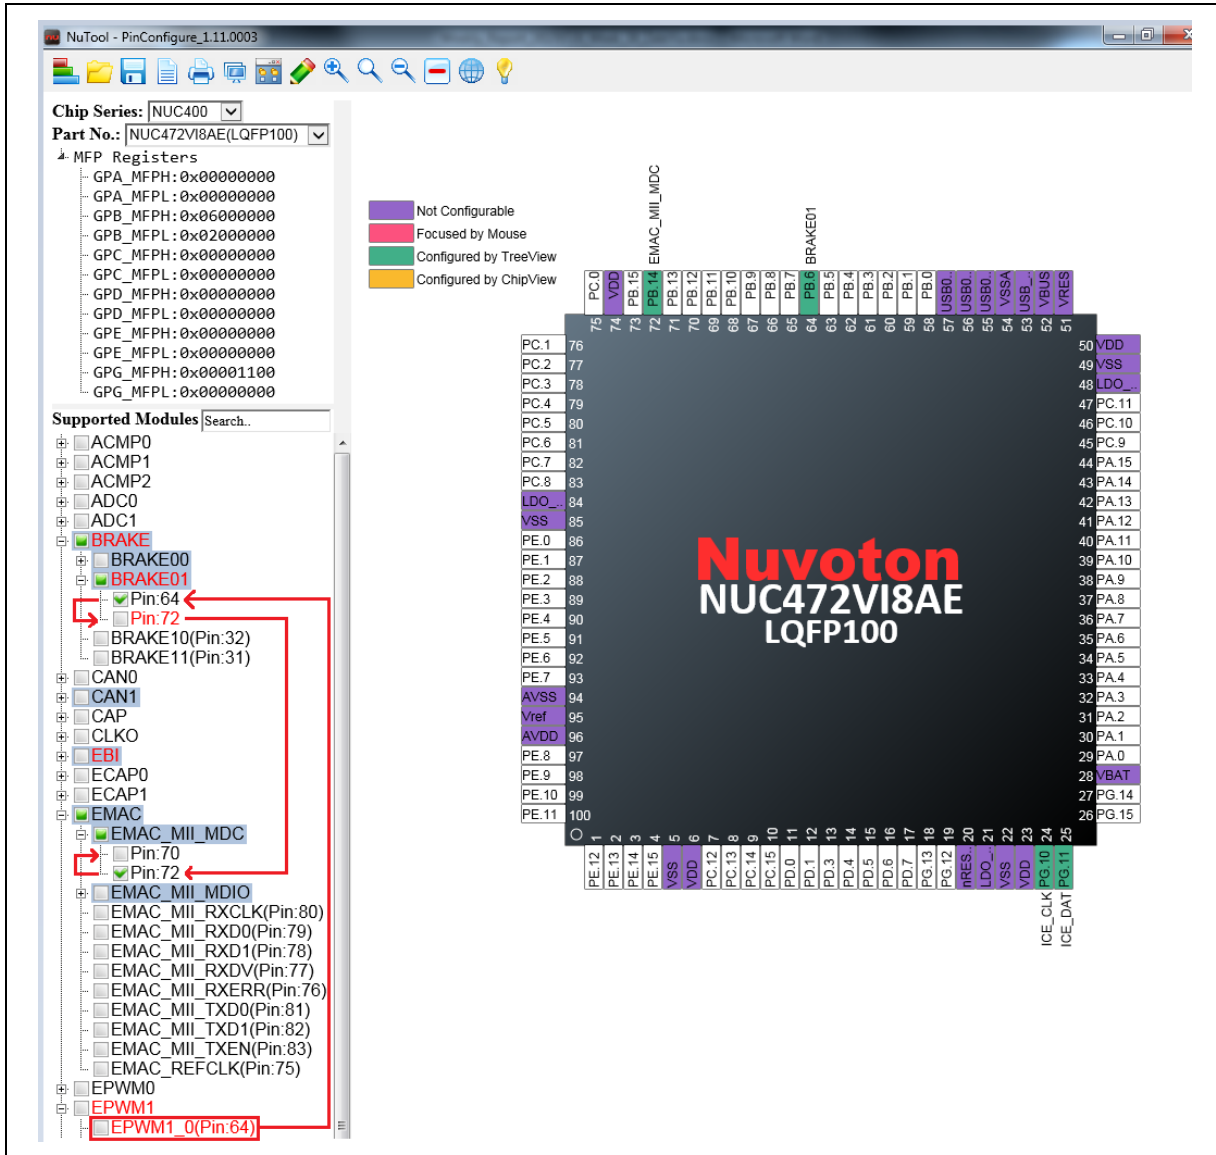 NuTool - PinConfigure_1.11.0003
Chip Series: NUC400
Part No.: NUC472VI8AE(LQFP100)
MFP Registers
GPA_MFPH:0x00000000
GPA_MFPL:0x00000000
GPB_MFPH:0x06000000
GPB_MFPL:0x02000000
GPC_MFPH:0x00000000
GPC_MFPL:0x00000000
GPD_MFPH:0x00000000
GPD_MFPL:0x00000000
GPE_MFPH:0x00000000
GPE_MFPL:0x00000000
GPG_MFPH:0x00001100
GPG_MFPL:0x00000000
Supported Modules Search..
ACMP0
ACMP1
ACMP2
ADC0
ADC1
BRAKE
BRAKE00
BRAKE01
Pin:64
Pin:72
BRAKE10(Pin:32)
BRAKE11(Pin:31)
CAN0
CAN1
CAP
CLKO
EBI
ECAP0
ECAP1
EMAC
EMAC_MII_MDC
Pin:70
Pin:72
EMAC_MII_MDIO
EMAC_MII_RXCLK(Pin:80)
EMAC_MII_RXD0(Pin:79)
EMAC_MII_RXD1(Pin:78)
EMAC_MII_RXDV(Pin:77)
EMAC_MII_RXERR(Pin:76)
EMAC_MII_TXD0(Pin:81)
EMAC_MII_TXD1(Pin:82)
EMAC_MII_TXEN(Pin:83)
EMAC_REFCLK(Pin:75)
EPWM0
EPWM1
EPWM1_0(Pin:64)
Not Configurable
Focused by Mouse
Configured by TreeView
Configured by ChipView
EMAC_MII_MDC
BRAKE01
PC.0 VDD PB.15 PB.14 PB.13 PB.12 PB.11 PB.10 PB.9 PB.8 PB.7 PB.6 PB.5 PB.4 PB.3 PB.2 PB.1 PB.0 USB0.. USB0.. USB0.. VSSA USB_.. VBUS VRES
75 74 73 72 71 70 69 68 67 66 65 64 63 62 61 60 59 58 57 56 55 54 53 52 51
PC.1 76
PC.2 77
PC.3 78
PC.4 79
PC.5 80
PC.6 81
PC.7 82
PC.8 83
LDO_.. 84
VSS 85
PE.0 86
PE.1 87
PE.2 88
PE.3 89
PE.4 90
PE.5 91
PE.6 92
PE.7 93
AVSS 94
Vref 95
AVDD 96
PE.8 97
PE.9 98
PE.10 99
PE.11 100
Nuvoton
NUC472VI8AE
LQFP100
50 VDD
49 VSS
48 LDO_..
47 PC.11
46 PC.10
45 PC.9
44 PA.15
43 PA.14
42 PA.13
41 PA.12
40 PA.11
39 PA.10
38 PA.9
37 PA.8
36 PA.7
35 PA.6
34 PA.5
33 PA.4
32 PA.3
31 PA.2
30 PA.1
29 PA.0
28 VBAT
27 PG.14
26 PG.15
1 2 3 4 5 6 7 8 9 10 11 12 13 14 15 16 17 18 19 20 21 22 23 24 25
PE.12 PE.13 PE.14 PE.15 VSS VDD PC.12 PC.13 PC.14 PC.15 PD.0 PD.1 PD.3 PD.4 PD.5 PD.6 PD.7 PG.13 PG.12 nRES.. LDO_.. VSS VDD PG.10 PG.11
ICE_CLK
ICE_DAT